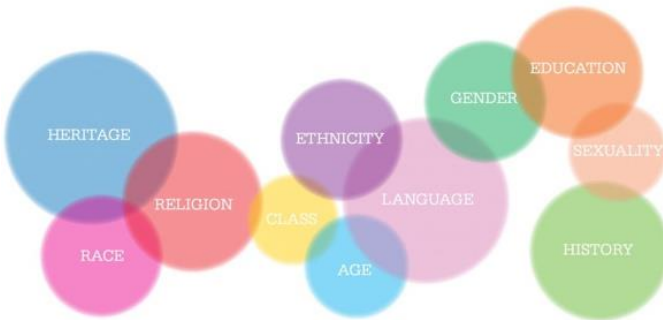 HERITAGE
RACE
RELIGION
CLASS
ETHNICITY
AGE
LANGUAGE
GENDER
EDUCATION
SEXUALITY
HISTORY